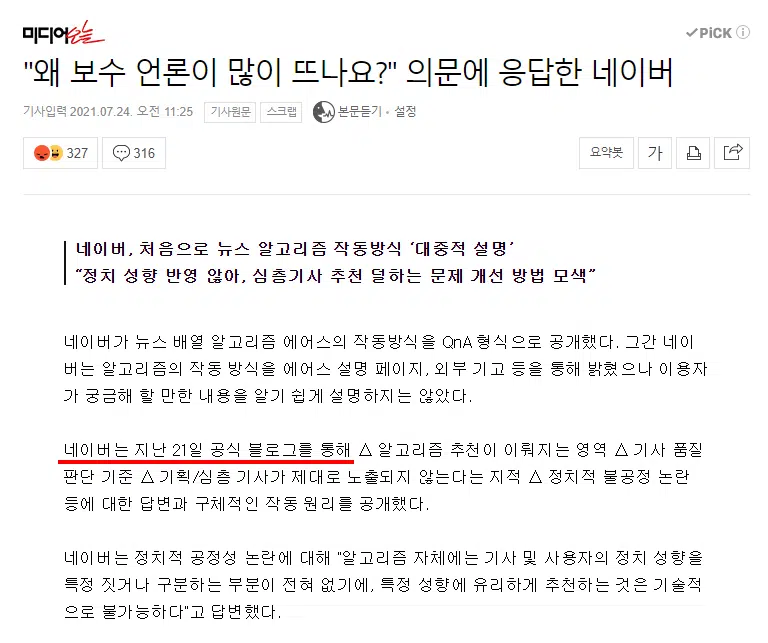 미디어오늘
PiCK
"왜 보수 언론이 많이 뜨나요?" 의문에 응답한 네이버
기사입력 2021.07.24. 오전 11:25 기사원문 스크랩 본문듣기 · 설정
327 316 요약봇 가
네이버, 처음으로 뉴스 알고리즘 작동방식 ‘대중적 설명’
“정치 성향 반영 않아, 심층기사 추천 덜하는 문제 개선 방법 모색”
네이버가 뉴스 배열 알고리즘 에어스의 작동방식을 QnA 형식으로 공개했다. 그간 네이
버는 알고리즘의 작동 방식을 에어스 설명 페이지, 외부 기고 등을 통해 밝혔으나 이용자
가 궁금해 할 만한 내용을 알기 쉽게 설명하지는 않았다.
네이버는 지난 21일 공식 블로그를 통해 △ 알고리즘 추천이 이뤄지는 영역 △ 기사 품질
판단 기준 △ 기획/심층 기사가 제대로 노출되지 않는다는 지적 △ 정치적 불공정 논란
등에 대한 답변과 구체적인 작동 원리를 공개했다.
네이버는 정치적 공정성 논란에 대해 "알고리즘 자체에는 기사 및 사용자의 정치 성향을
특정 짓거나 구분하는 부분이 전혀 없기에, 특정 성향에 유리하게 추천하는 것은 기술적
으로 불가능하다"고 답변했다.